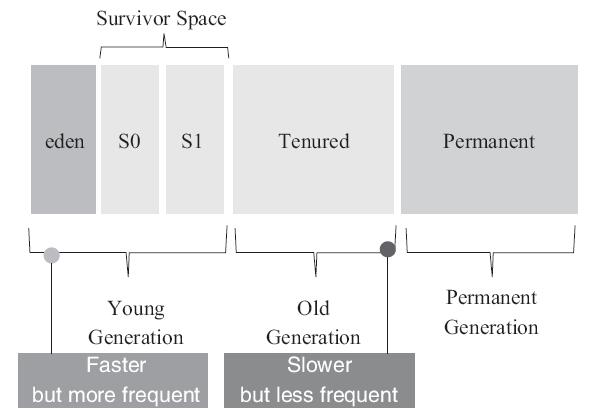 Survivor Space
eden
S0
S1
Tenured
Permanent
Young
Generation
Old
Generation
Permanent
Generation
Faster
but more frequent
Slower
but less frequent